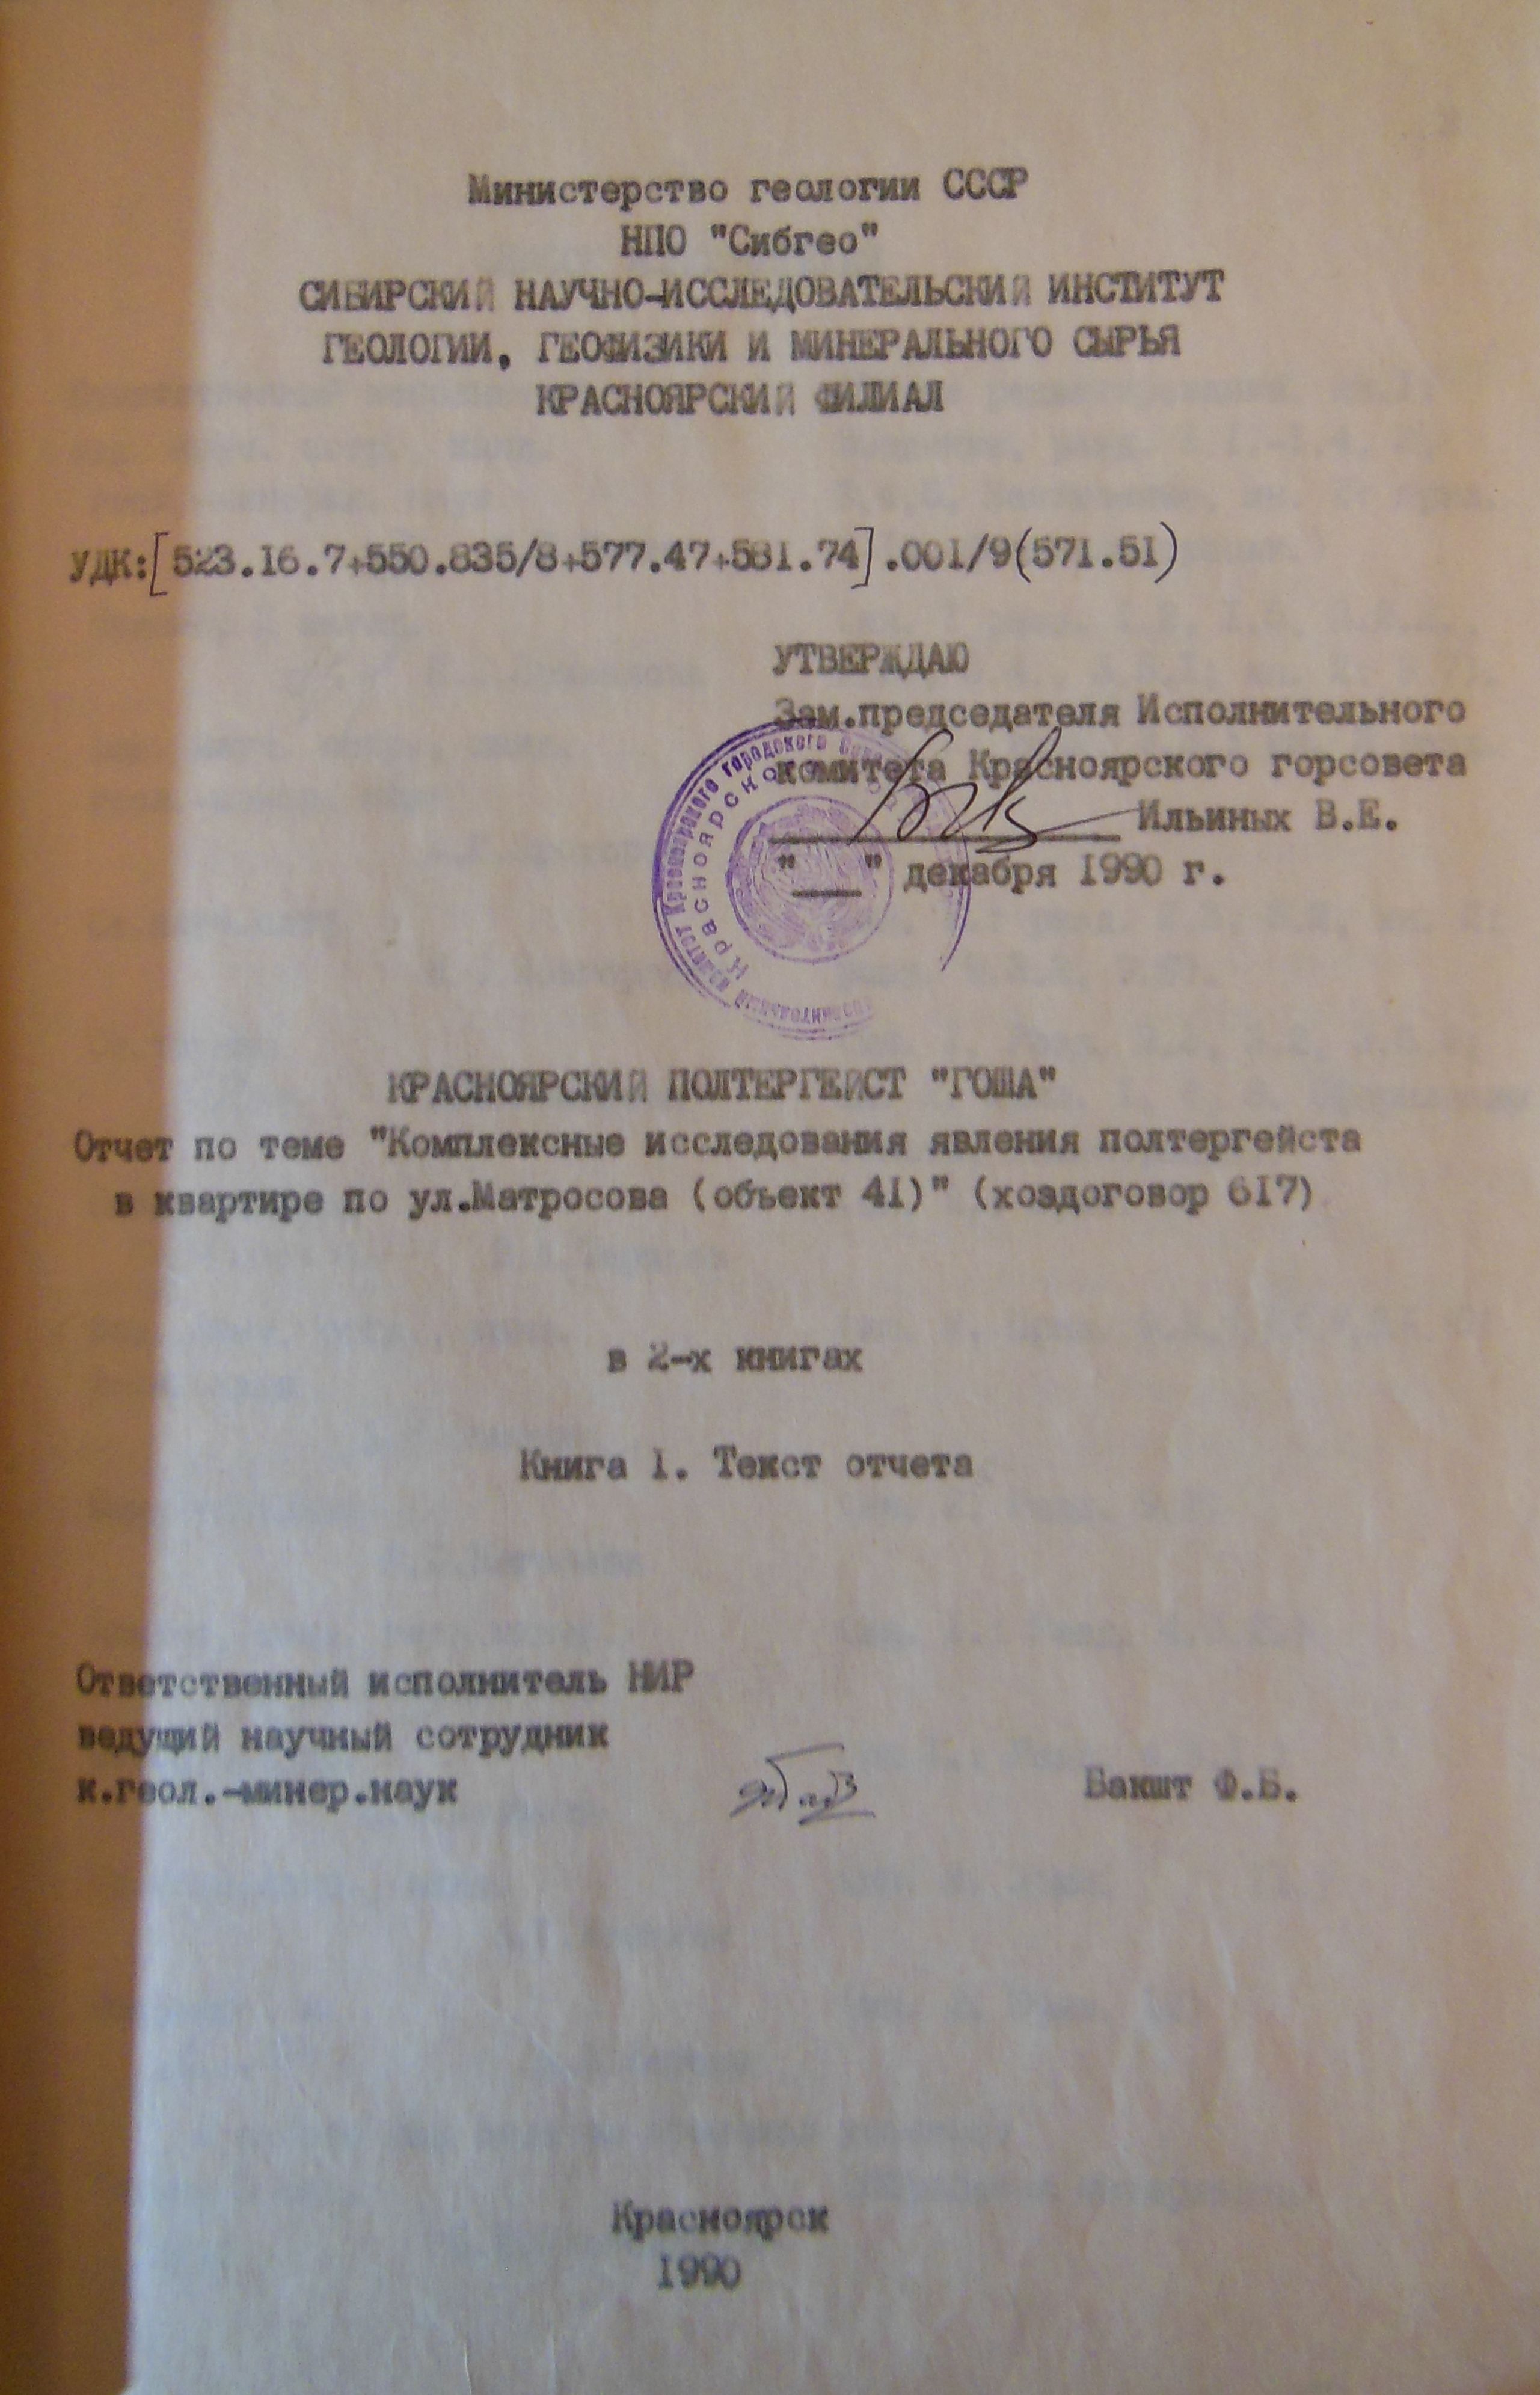 Министерство геологии СССР
НПО "Сибгео"
СИБИРСКИЙ НАУЧНО-ИССЛЕДОВАТЕЛЬСКИЙ ИНСТИТУТ
ГЕОЛОГИИ, ГЕОФИЗИКИ И МИНЕРАЛЬНОГО СЫРЬЯ
КРАСНОЯРСКИЙ ФИЛИАЛ
УДК:[523.16.7+550.835/8+577.47+581.74].001/9(571.51)
УТВЕРЖДАЮ
Зам.председателя Исполнительного
комитета Красноярского горсовета
Ильиных В.Е.
"___" декабря 1990 г.
КРАСНОЯРСКИЙ ПОЛТЕРГЕЙСТ "ГОША"
Отчет по теме "Комплексные исследования явления полтергейста
в квартире по ул.Матросова (объект 41)" (хоздоговор 617)
в 2-х книгах
Книга 1. Текст отчета
Ответственный исполнитель НИР
ведущий научный сотрудник
к.геол.-минер.наук Бакшт Ф.Б.
Красноярск
1990